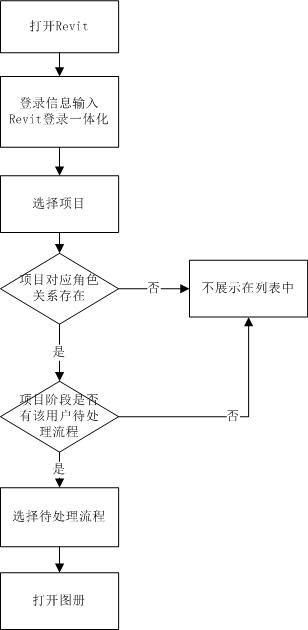 打开Revit
登录信息输入
Revit登录一体化
选择项目
项目对应角色
关系存在
否
不展示在列表中
是
项目阶段是否
有该用户待处
理流程
否
是
选择待处理流程
打开图册